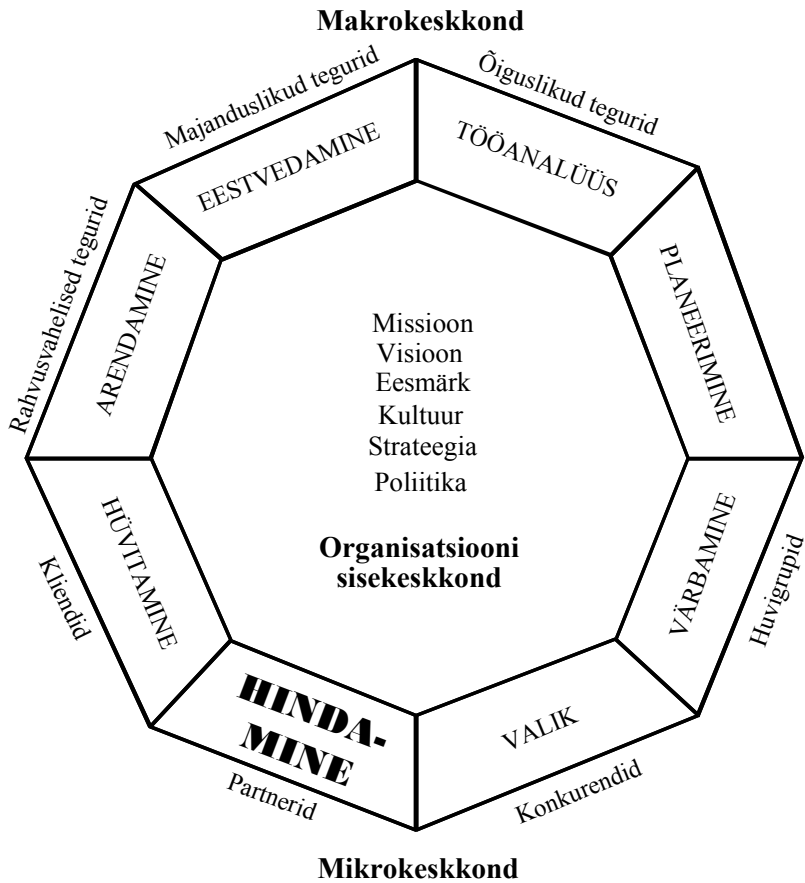 Makrokeskkond
Majanduslikud tegurid
Õiguslikud tegurid
EESTVEDAMINE
TÖÖANALÜÜS
Rahvusvahelised tegurid
ARENDAMINE
PLANEERIMINE
Missioon
Visioon
Eesmärk
Kultuur
Strateegia
Poliitika
Organisatsiooni
sisekeskkond
Kliendid
HÜVITAMINE
VÄRBAMINE
Huvigrupid
HINDA-
MINE
VALIK
Partnerid
Konkurendid
Mikrokeskkond